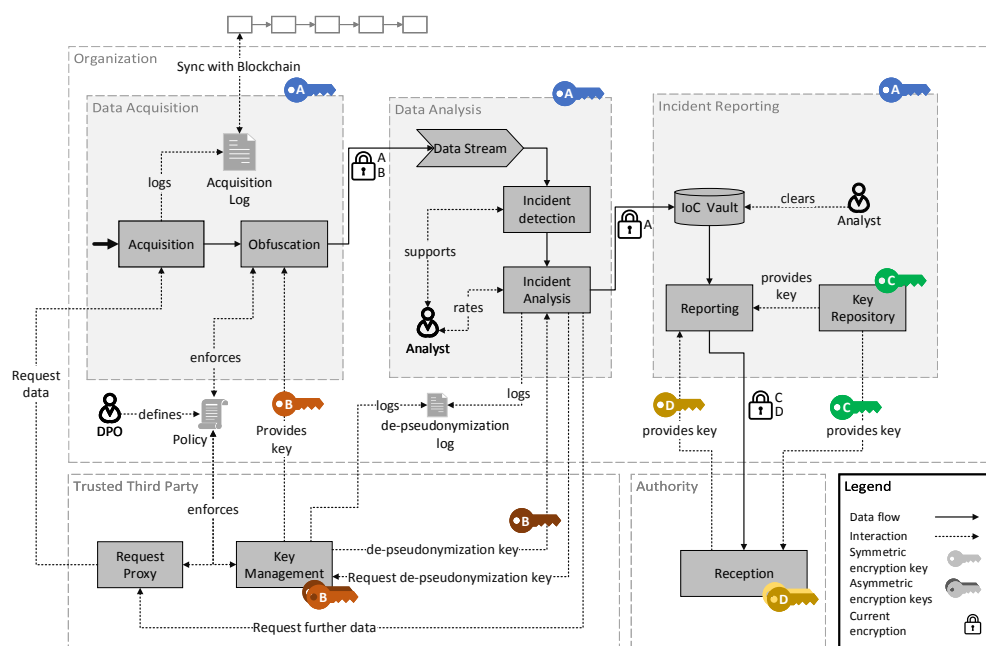 Organization
Sync with Blockchain
Data Acquisition
A
Data Analysis
A
Incident Reporting
A
Data Stream
A
B
logs
Acquisition
Log
Incident
detection
IoC Vault
clears
Analyst
A
Acquisition
Obfuscation
supports
Incident
Analysis
rates
Analyst
provides
key
C
Reporting
Key
Repository
enforces
Request
data
logs
logs
de-pseudonymization
log
DPO
defines
Policy
B
Provides
key
D
provides key
C
D
C
provides key
Trusted Third Party
Authority
Legend
enforces
B
de-pseudonymization key
Request
Proxy
Key
Management
B
Request de-pseudonymization key
Request further data
Reception
D
Data flow
Interaction
Symmetric
encryption key
Asymmetric
encryption keys
Current
encryption